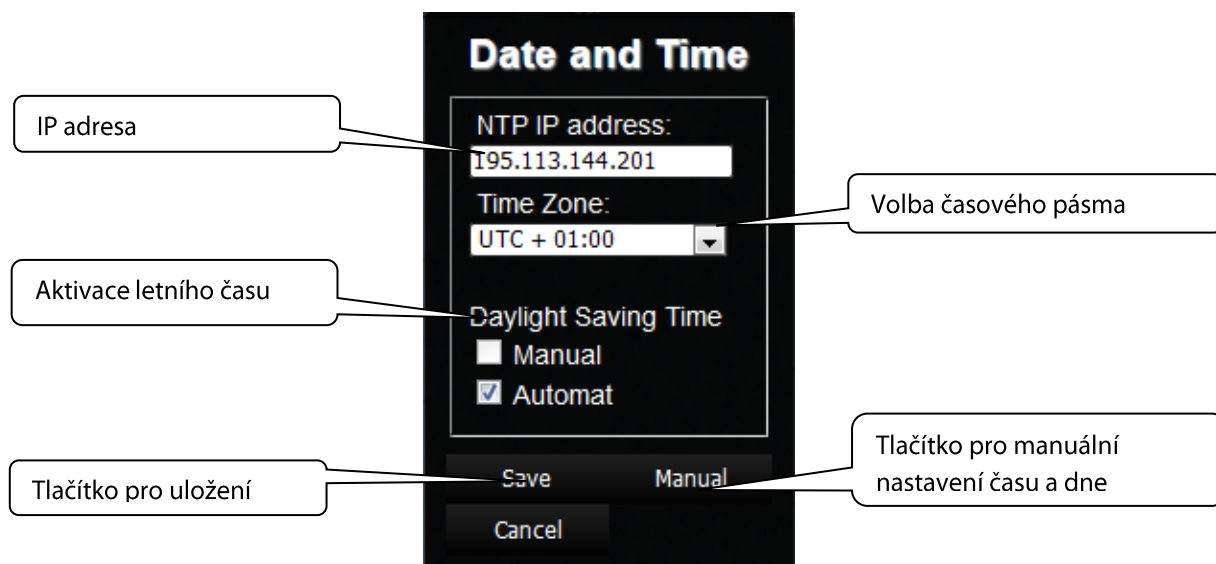 Date and Time
IP adresa
NTP IP address:
195.113.144.201
Time Zone:
Volba časového pásma
UTC + 01:00
Aktivace letního času
Daylight Saving Time
Manual
Automat
Tlačítko pro manuální
nastavení času a dne
Tlačítko pro uložení
Save Manual
Cancel